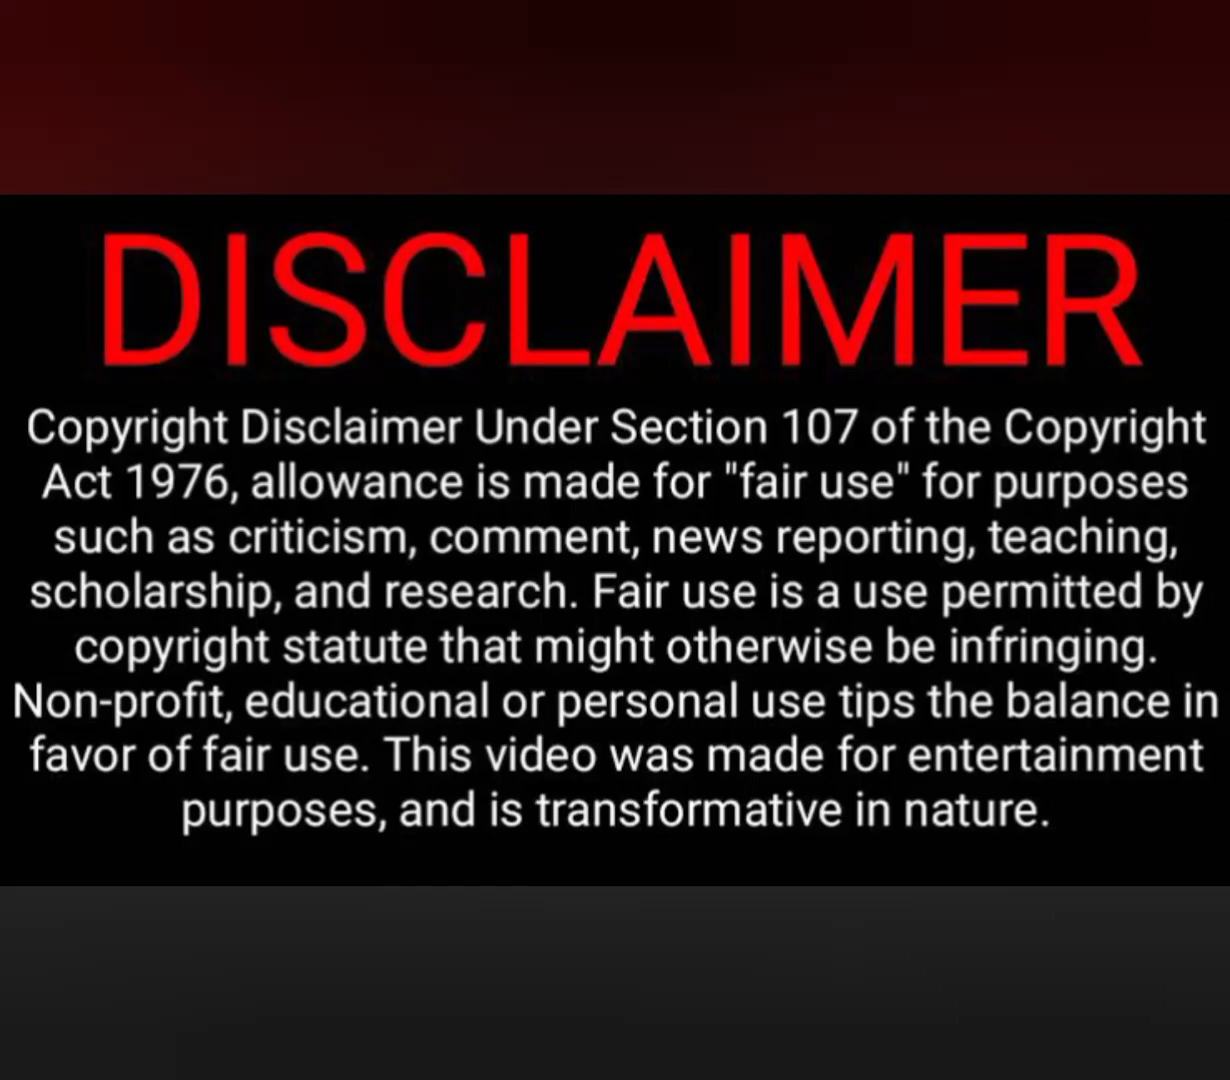 DISCLAIMER
Copyright Disclaimer Under Section 107 of the Copyright
Act 1976, allowance is made for "fair use" for purposes
such as criticism, comment, news reporting, teaching,
scholarship, and research. Fair use is a use permitted by
copyright statute that might otherwise be infringing.
Non-profit, educational or personal use tips the balance in
favor of fair use. This video was made for entertainment
purposes, and is transformative in nature.